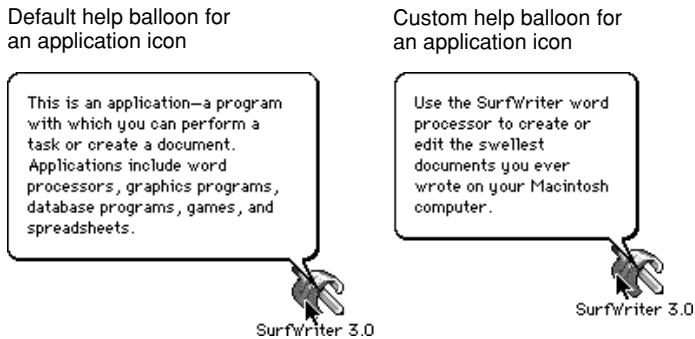 Default help balloon for
an application icon
This is an application—a program
with which you can perform a
task or create a document.
Applications include word
processors, graphics programs,
database programs, games, and
spreadsheets.
SurfWriter 3.0
Custom help balloon for
an application icon
Use the SurfWriter word
processor to create or
edit the swellest
documents you ever
wrote on your Macintosh
computer.
SurfWriter 3.0